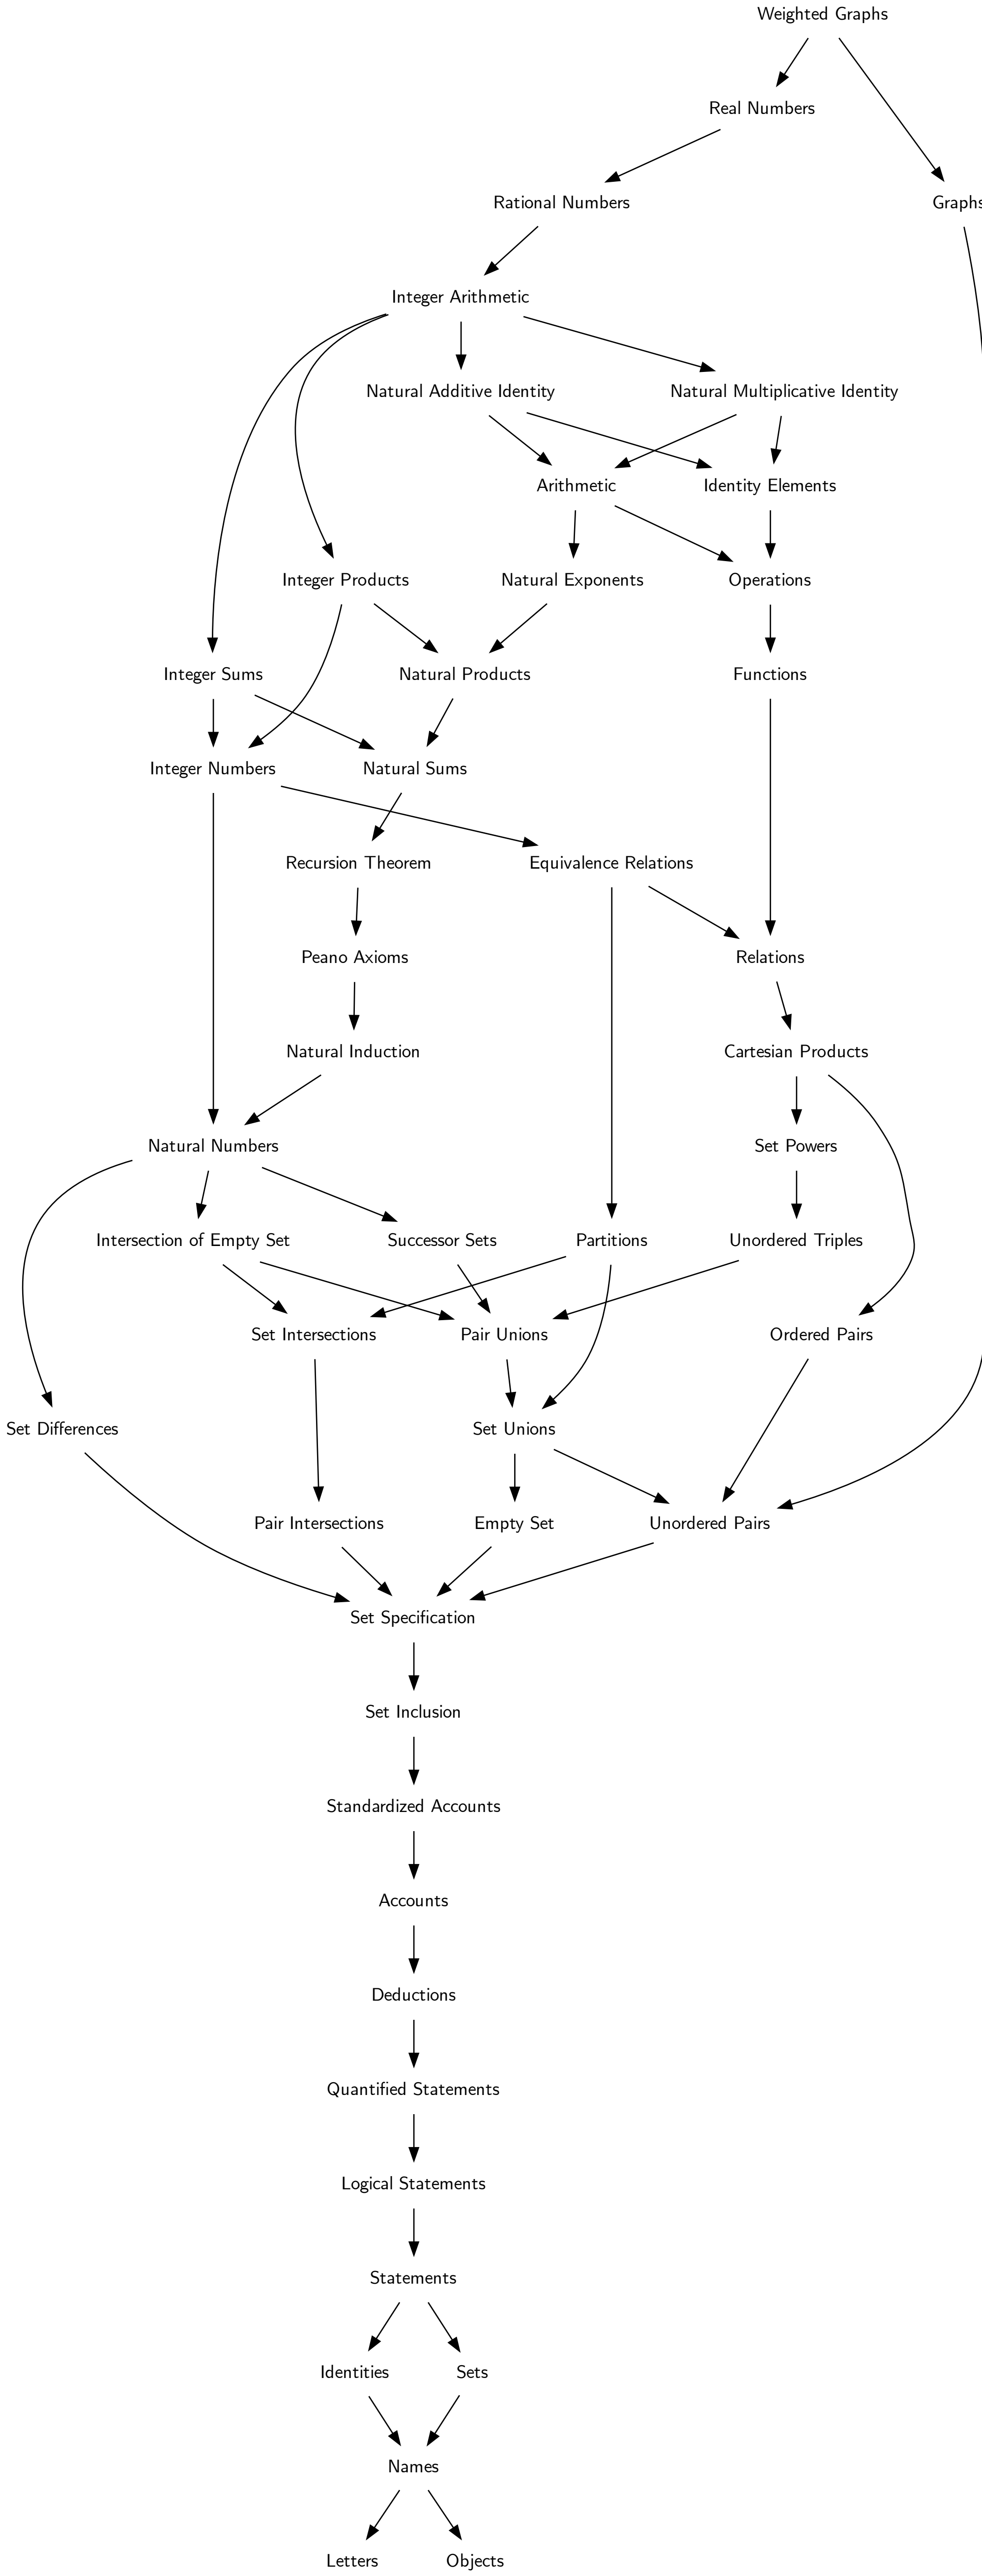 Weighted Graphs
Real Numbers
Rational Numbers
Graphs
Integer Arithmetic
Natural Additive Identity
Natural Multiplicative Identity
Arithmetic
Identity Elements
Integer Products
Natural Exponents
Operations
Integer Sums
Natural Products
Functions
Integer Numbers
Natural Sums
Recursion Theorem
Equivalence Relations
Peano Axioms
Relations
Natural Induction
Cartesian Products
Natural Numbers
Set Powers
Intersection of Empty Set
Successor Sets
Partitions
Unordered Triples
Set Intersections
Pair Unions
Ordered Pairs
Set Differences
Set Unions
Pair Intersections
Empty Set
Unordered Pairs
Set Specification
Set Inclusion
Standardized Accounts
Accounts
Deductions
Quantified Statements
Logical Statements
Statements
Identities
Sets
Names
Letters
Objects